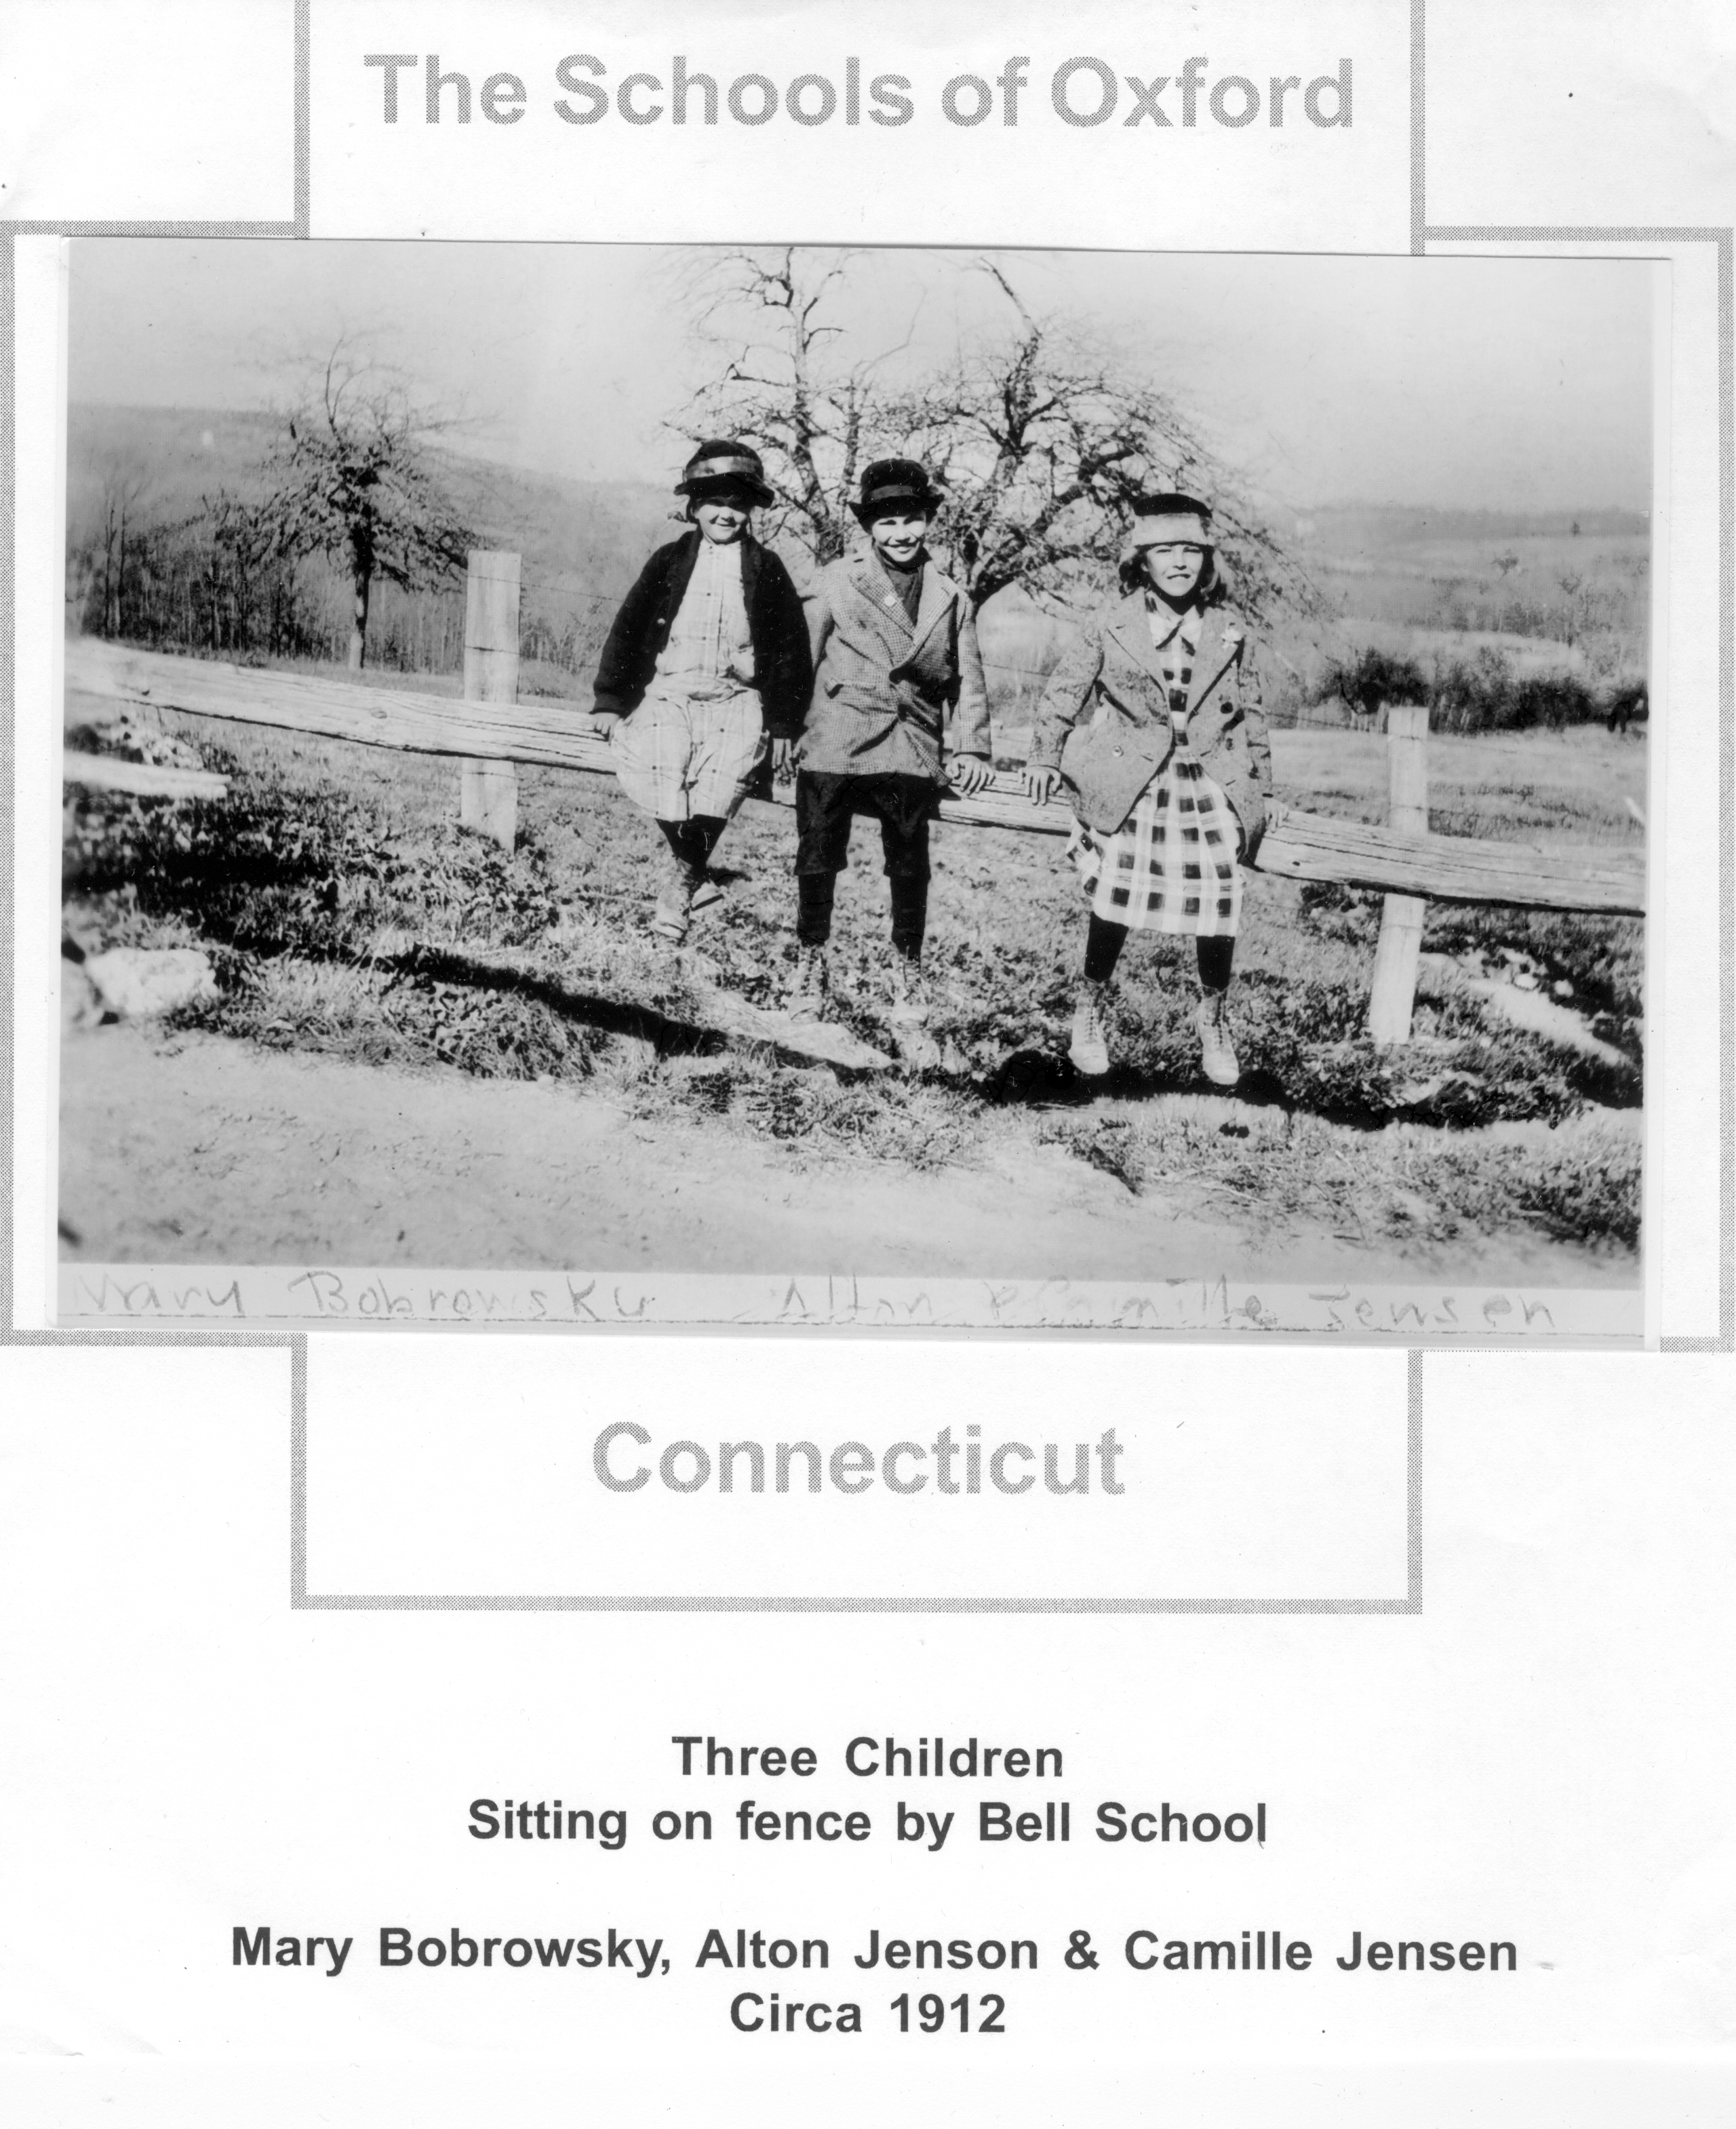 The Schools of Oxford
Mary Bobrowsky Alton & Camille Jensen
Connecticut
Three Children
Sitting on fence by Bell School
Mary Bobrowsky, Alton Jenson & Camille Jensen
Circa 1912